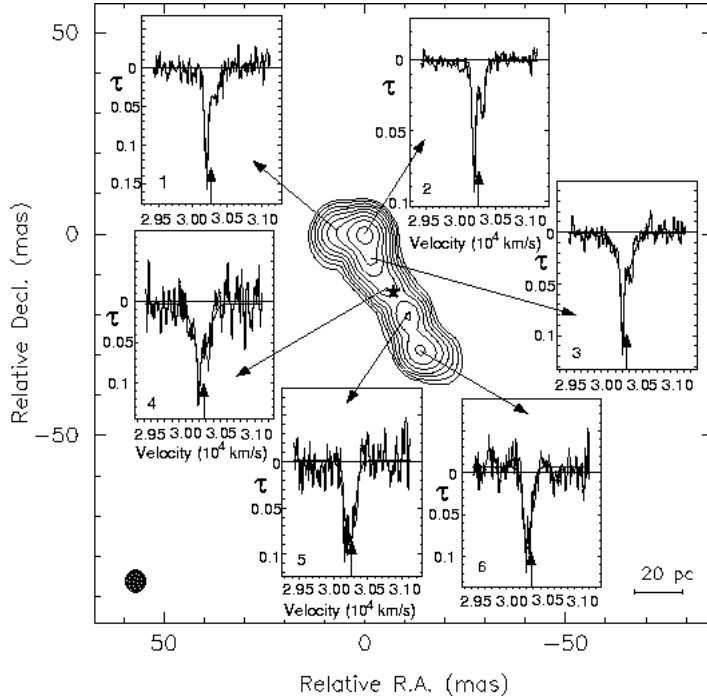 50
0
−50
Relative Decl. (mas)
50
0
−50
Relative R.A. (mas)
20 pc
0
τ
0.05
0.1
0.15
1
2.95 3.00 3.05 3.10
0
τ
0.05
0.1
2
2.95 3.00 3.05 3.10
Velocity (10⁴ km/s)
0
τ
0.05
0.1
3
2.95 3.00 3.05 3.10
0
τ
0.05
0.1
4
2.95 3.00 3.05 3.10
Velocity (10⁴ km/s)
0
τ
0.05
0.1
5
2.95 3.00 3.05 3.10
Velocity (10⁴ km/s)
0
τ
0.05
0.1
6
2.95 3.00 3.05 3.10